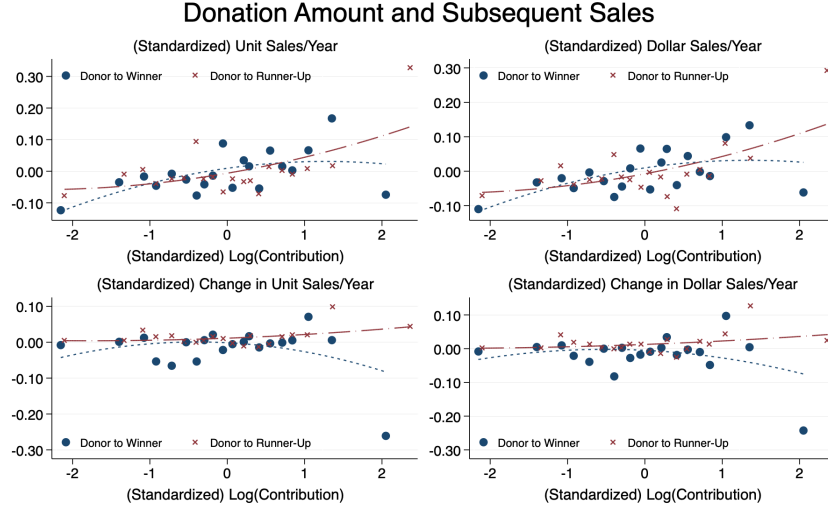 Donation Amount and Subsequent Sales
(Standardized) Unit Sales/Year
0.30
0.20
0.10
0.00
-0.10
Donor to Winner
Donor to Runner-Up
-2 -1 0 1 2
(Standardized) Log(Contribution)
(Standardized) Dollar Sales/Year
0.30
0.20
0.10
0.00
-0.10
Donor to Winner
Donor to Runner-Up
-2 -1 0 1 2
(Standardized) Log(Contribution)
(Standardized) Change in Unit Sales/Year
0.10
0.00
-0.10
-0.20
-0.30
Donor to Winner
Donor to Runner-Up
-2 -1 0 1 2
(Standardized) Log(Contribution)
(Standardized) Change in Dollar Sales/Year
0.10
0.00
-0.10
-0.20
-0.30
Donor to Winner
Donor to Runner-Up
-2 -1 0 1 2
(Standardized) Log(Contribution)